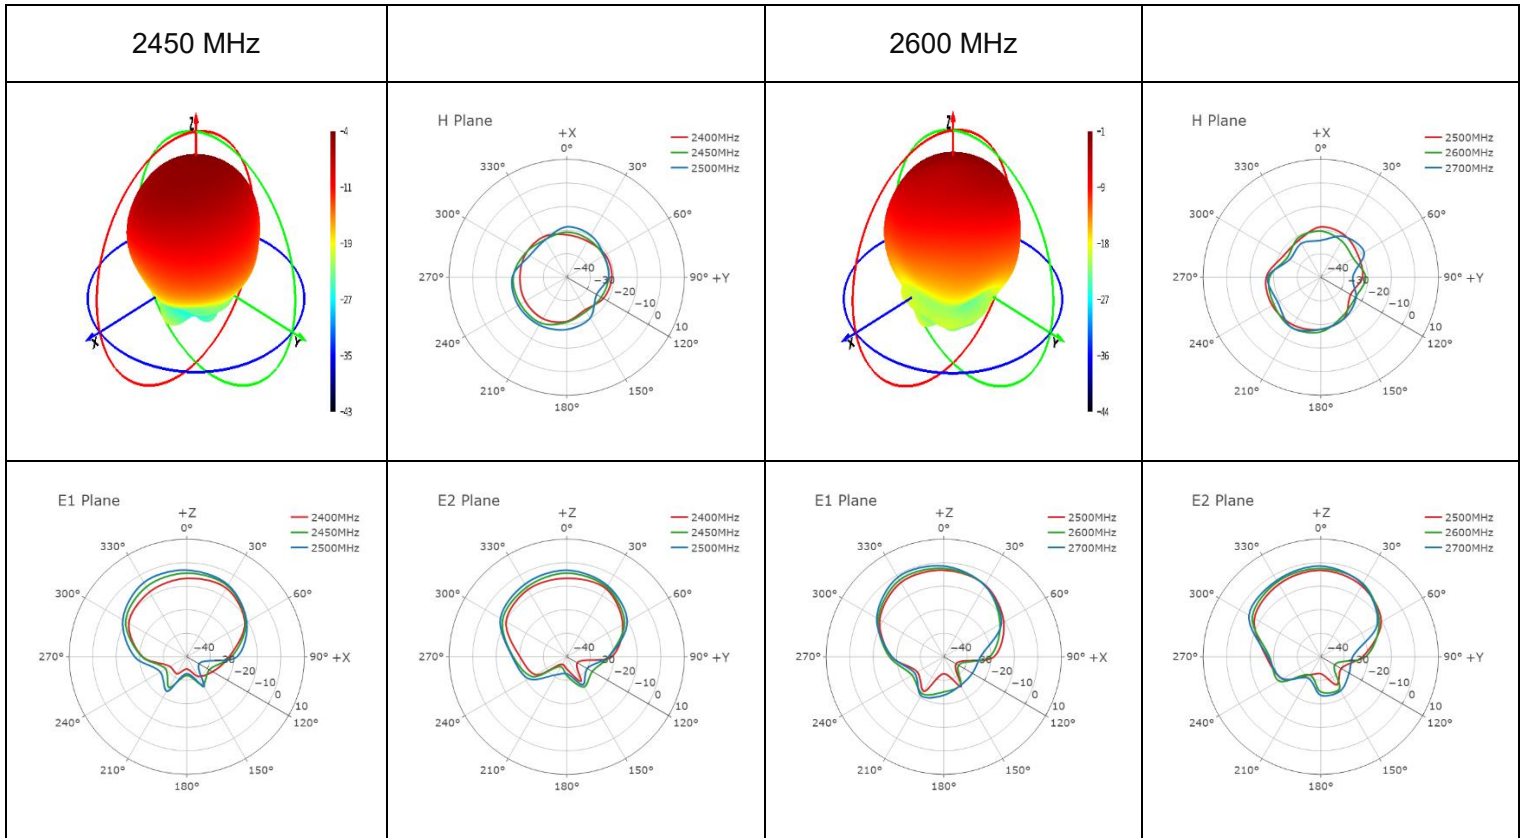 2450 MHz
2600 MHz
Z
X
Y
-4
-11
-19
-27
-35
-43
H Plane
+X
0°
30°
60°
90° +Y
120°
150°
180°
210°
240°
270°
300°
330°
−40
−30
−20
−10
0
10
2400MHz
2450MHz
2500MHz
Z
X
Y
-1
-9
-18
-27
-36
-44
H Plane
+X
0°
30°
60°
90° +Y
120°
150°
180°
210°
240°
270°
300°
330°
−40
−30
−20
−10
0
10
2500MHz
2600MHz
2700MHz
E1 Plane
+Z
0°
30°
60°
90° +X
120°
150°
180°
210°
240°
270°
300°
330°
−40
−30
−20
−10
0
10
2400MHz
2450MHz
2500MHz
E2 Plane
+Z
0°
30°
60°
90° +Y
120°
150°
180°
210°
240°
270°
300°
330°
−40
−30
−20
−10
0
10
2400MHz
2450MHz
2500MHz
E1 Plane
+Z
0°
30°
60°
90° +X
120°
150°
180°
210°
240°
270°
300°
330°
−40
−30
−20
−10
0
10
2500MHz
2600MHz
2700MHz
E2 Plane
+Z
0°
30°
60°
90° +Y
120°
150°
180°
210°
240°
270°
300°
330°
−40
−30
−20
−10
0
10
2500MHz
2600MHz
2700MHz